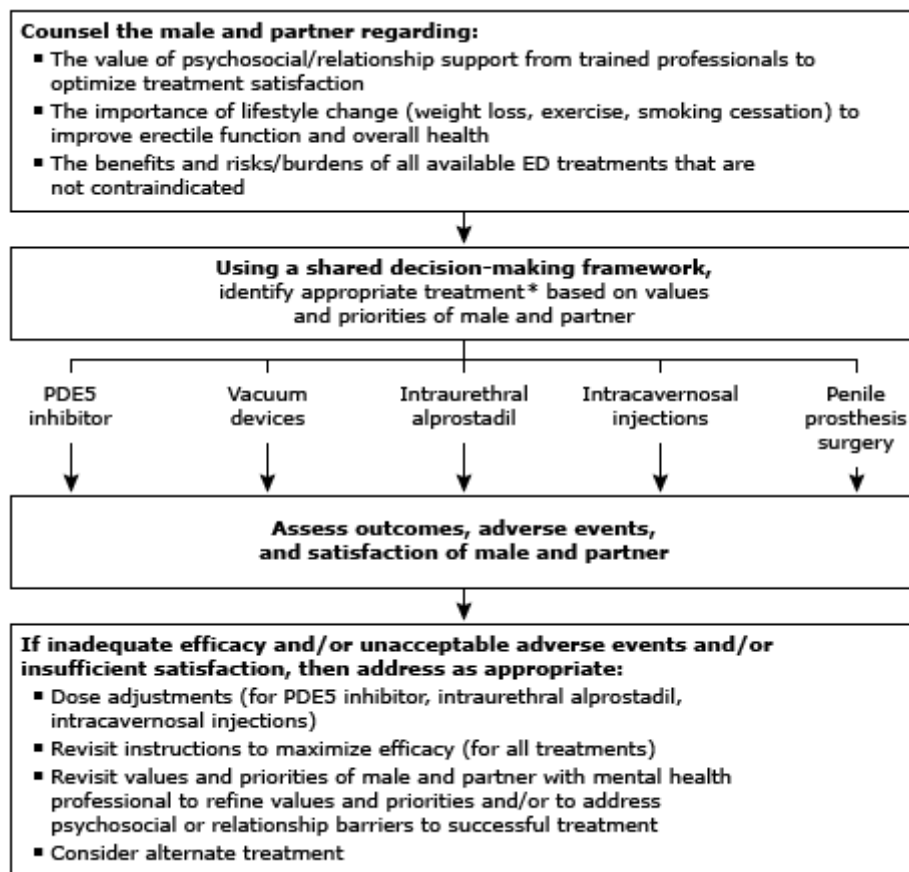 Counsel the male and partner regarding:
▪ The value of psychosocial/relationship support from trained professionals to
optimize treatment satisfaction
▪ The importance of lifestyle change (weight loss, exercise, smoking cessation) to
improve erectile function and overall health
▪ The benefits and risks/burdens of all available ED treatments that are
not contraindicated
Using a shared decision-making framework,
identify appropriate treatment* based on values
and priorities of male and partner
PDE5
inhibitor
Vacuum
devices
Intraurethral
alprostadil
Intracavernosal
injections
Penile
prosthesis
surgery
Assess outcomes, adverse events,
and satisfaction of male and partner
If inadequate efficacy and/or unacceptable adverse events and/or
insufficient satisfaction, then address as appropriate:
▪ Dose adjustments (for PDE5 inhibitor, intraurethral alprostadil,
intracavernosal injections)
▪ Revisit instructions to maximize efficacy (for all treatments)
▪ Revisit values and priorities of male and partner with mental health
professional to refine values and priorities and/or to address
psychosocial or relationship barriers to successful treatment
▪ Consider alternate treatment